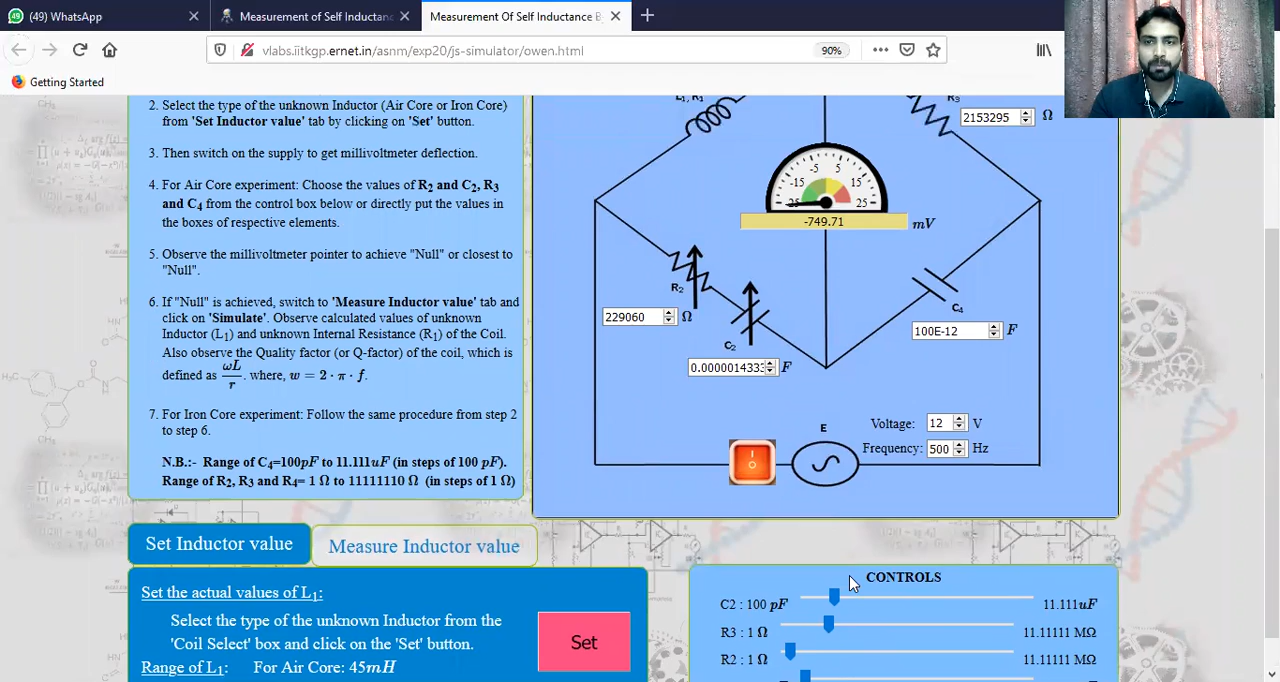 (49) WhatsApp
Measurement of Self Inductanc
Measurement Of Self Inductance B
vlabs.iitkgp.ernet.in/asnm/exp20/js-simulator/owen.html
90%
Getting Started
2. Select the type of the unknown Inductor (Air Core or Iron Core)
from 'Set Inductor value' tab by clicking on 'Set' button.
3. Then switch on the supply to get millivoltmeter deflection.
4. For Air Core experiment: Choose the values of R2 and C2, R3
and C4 from the control box below or directly put the values in
the boxes of respective elements.
5. Observe the millivoltmeter pointer to achieve "Null" or closest to
"Null".
6. If "Null" is achieved, switch to 'Measure Inductor value' tab and
click on 'Simulate'. Observe calculated values of unknown
Inductor (L1) and unknown Internal Resistance (R1) of the Coil.
Also observe the Quality factor (or Q-factor) of the coil, which is
defined as ωL/r. where, w = 2 · π · f.
7. For Iron Core experiment: Follow the same procedure from step 2
to step 6.
N.B.:- Range of C4=100pF to 11.111uF (in steps of 100 pF).
Range of R2, R3 and R4= 1 Ω to 11111110 Ω (in steps of 1 Ω)
L1, R1
R3
2153295 Ω
-25 -15 -5 5 15 25
-749.71 mV
R2
229060 Ω
C2
0.0000014333 F
C4
100E-12 F
E
Voltage: 12 V
Frequency: 500 Hz
Set Inductor value
Measure Inductor value
Set the actual values of L1:
Select the type of the unknown Inductor from the
'Coil Select' box and click on the 'Set' button.
Range of L1: For Air Core: 45mH
Set
CONTROLS
C2 : 100 pF 11.111uF
R3 : 1 Ω 11.11111 MΩ
R2 : 1 Ω 11.11111 MΩ